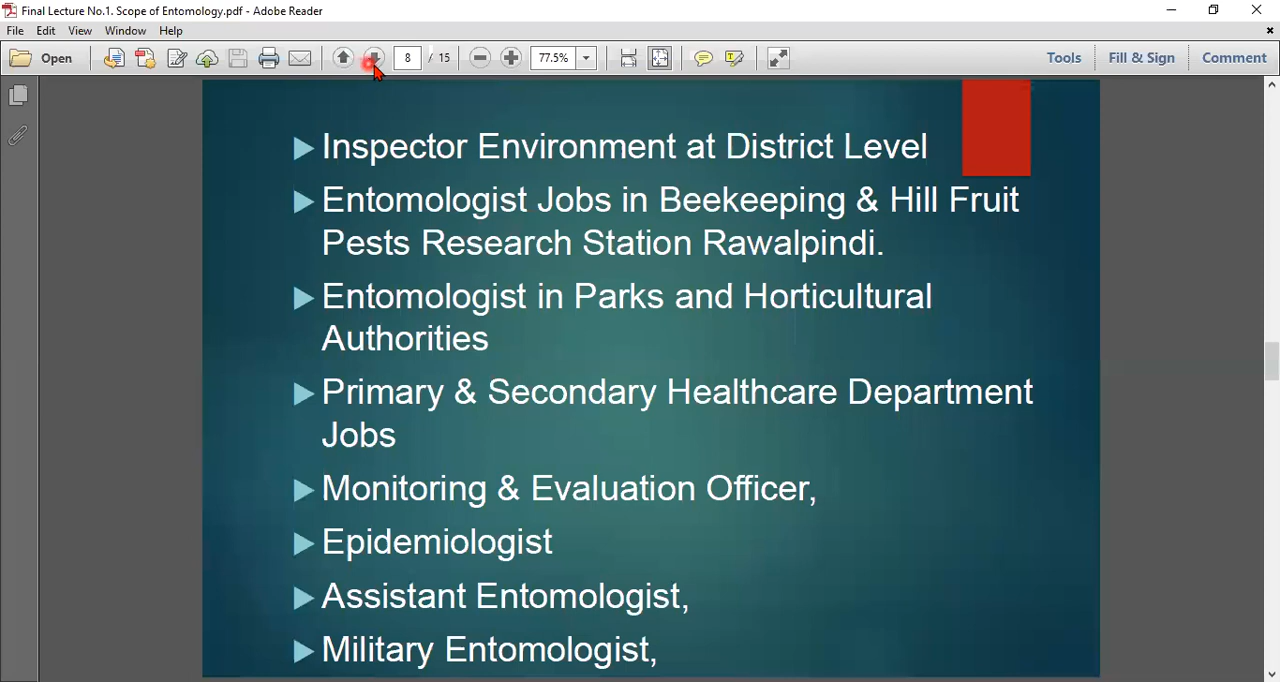 Final Lecture No.1. Scope of Entomology.pdf - Adobe Reader
File Edit View Window Help
Open 8 / 15 77.5% Tools Fill & Sign Comment
Inspector Environment at District Level
Entomologist Jobs in Beekeeping & Hill Fruit
Pests Research Station Rawalpindi.
Entomologist in Parks and Horticultural
Authorities
Primary & Secondary Healthcare Department
Jobs
Monitoring & Evaluation Officer,
Epidemiologist
Assistant Entomologist,
Military Entomologist,